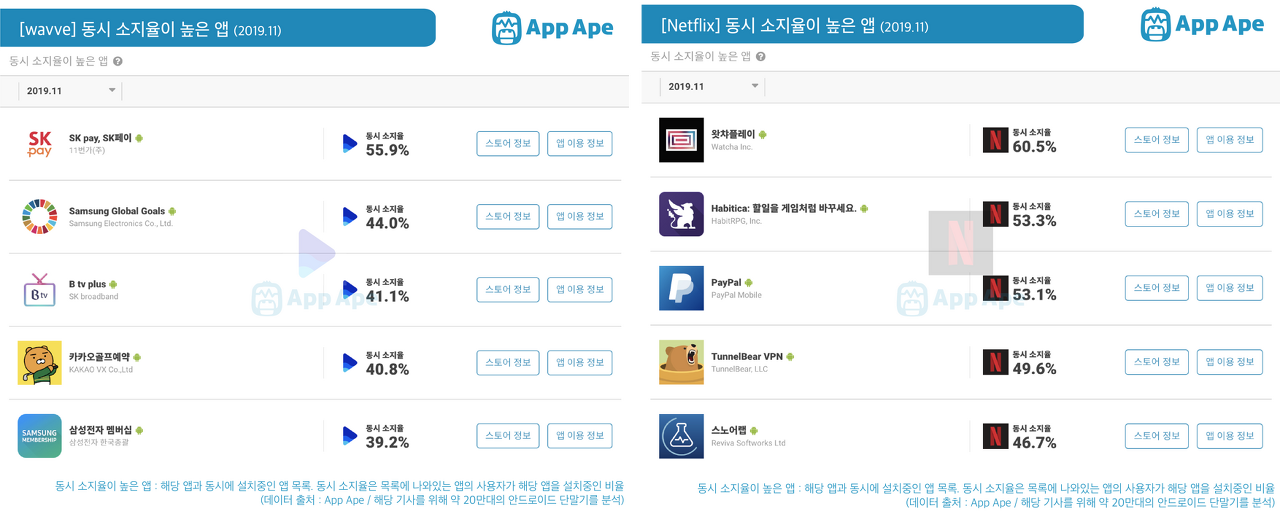 [wavve] 동시 소지율이 높은 앱 (2019.11)
App Ape
동시 소지율이 높은 앱 ?
2019.11
SK pay
SK pay, SK페이
11번가(주)
동시 소지율
55.9%
스토어 정보
앱 이용 정보
Samsung Global Goals
Samsung Electronics Co., Ltd.
동시 소지율
44.0%
스토어 정보
앱 이용 정보
B tv
B tv plus
SK broadband
동시 소지율
41.1%
스토어 정보
앱 이용 정보
App Ape
카카오골프예약
KAKAO VX Co.,Ltd
동시 소지율
40.8%
스토어 정보
앱 이용 정보
SAMSUNG
MEMBERSHIP
삼성전자 멤버십
삼성전자 한국총괄
동시 소지율
39.2%
스토어 정보
앱 이용 정보
동시 소지율이 높은 앱 : 해당 앱과 동시에 설치중인 앱 목록. 동시 소지율은 목록에 나와있는 앱의 사용자가 해당 앱을 설치중인 비율
(데이터 출처 : App Ape / 해당 기사를 위해 약 20만대의 안드로이드 단말기를 분석)
[Netflix] 동시 소지율이 높은 앱 (2019.11)
App Ape
동시 소지율이 높은 앱 ?
2019.11
왓챠플레이
Watcha Inc.
N
동시 소지율
60.5%
스토어 정보
앱 이용 정보
Habitica: 할일을 게임처럼 바꾸세요.
HabitRPG, Inc.
N
동시 소지율
53.3%
스토어 정보
앱 이용 정보
N
PayPal
PayPal Mobile
N
동시 소지율
53.1%
스토어 정보
앱 이용 정보
App Ape
TunnelBear VPN
TunnelBear, LLC
N
동시 소지율
49.6%
스토어 정보
앱 이용 정보
스노어랩
Reviva Softworks Ltd
N
동시 소지율
46.7%
스토어 정보
앱 이용 정보
동시 소지율이 높은 앱 : 해당 앱과 동시에 설치중인 앱 목록. 동시 소지율은 목록에 나와있는 앱의 사용자가 해당 앱을 설치중인 비율
(데이터 출처 : App Ape / 해당 기사를 위해 약 20만대의 안드로이드 단말기를 분석)